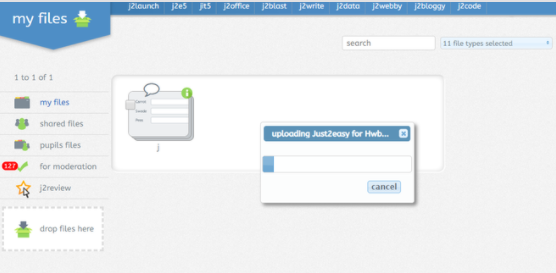 j2launch j2e5 jit5 j2office j2blast j2write j2data j2webby j2bloggy j2code
my files
search
11 file types selected
1 to 1 of 1
my files
shared files
pupils files
127 for moderation
j2review
drop files here
j
uploading Just2easy for Hwb...
cancel